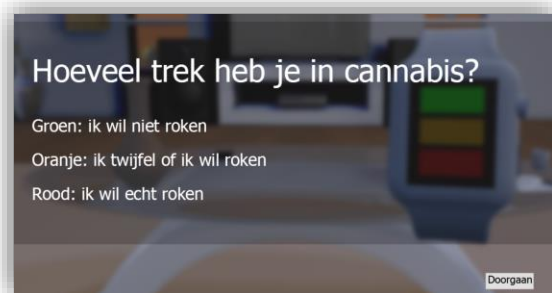 Hoeveel trek heb je in cannabis?
Groen: ik wil niet roken
Oranje: ik twijfel of ik wil roken
Rood: ik wil echt roken
Doorgaan